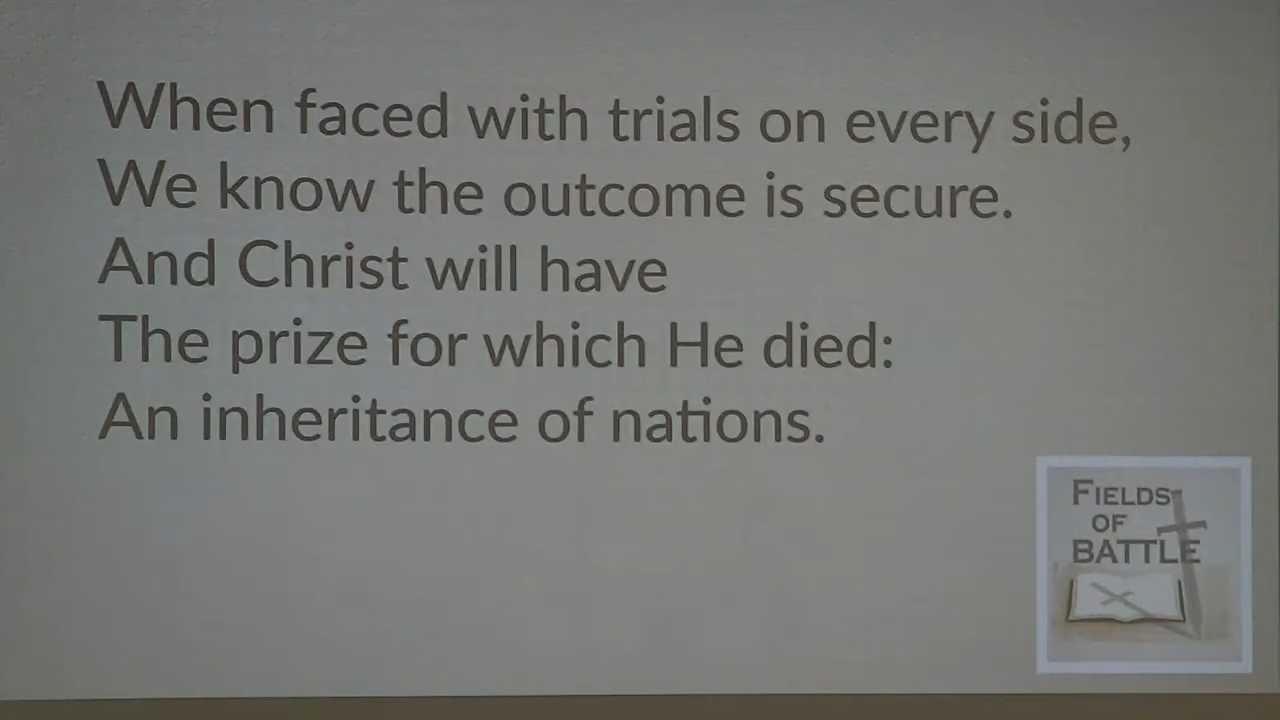 When faced with trials on every side,
We know the outcome is secure.
And Christ will have
The prize for which He died:
An inheritance of nations.
FIELDS
OF
BATTLE